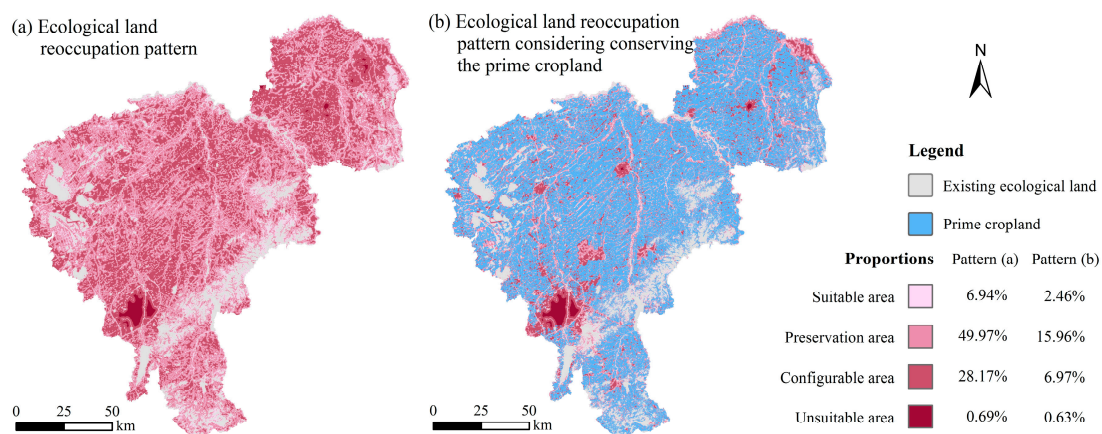 (a) Ecological land
reoccupation pattern
(b) Ecological land reoccupation
pattern considering conserving
the prime cropland
N
Legend
Existing ecological land
Prime cropland
Proportions Pattern (a) Pattern (b)
Suitable area 6.94% 2.46%
Preservation area 49.97% 15.96%
Configurable area 28.17% 6.97%
Unsuitable area 0.69% 0.63%
0 25 50
km
0 25 50
km